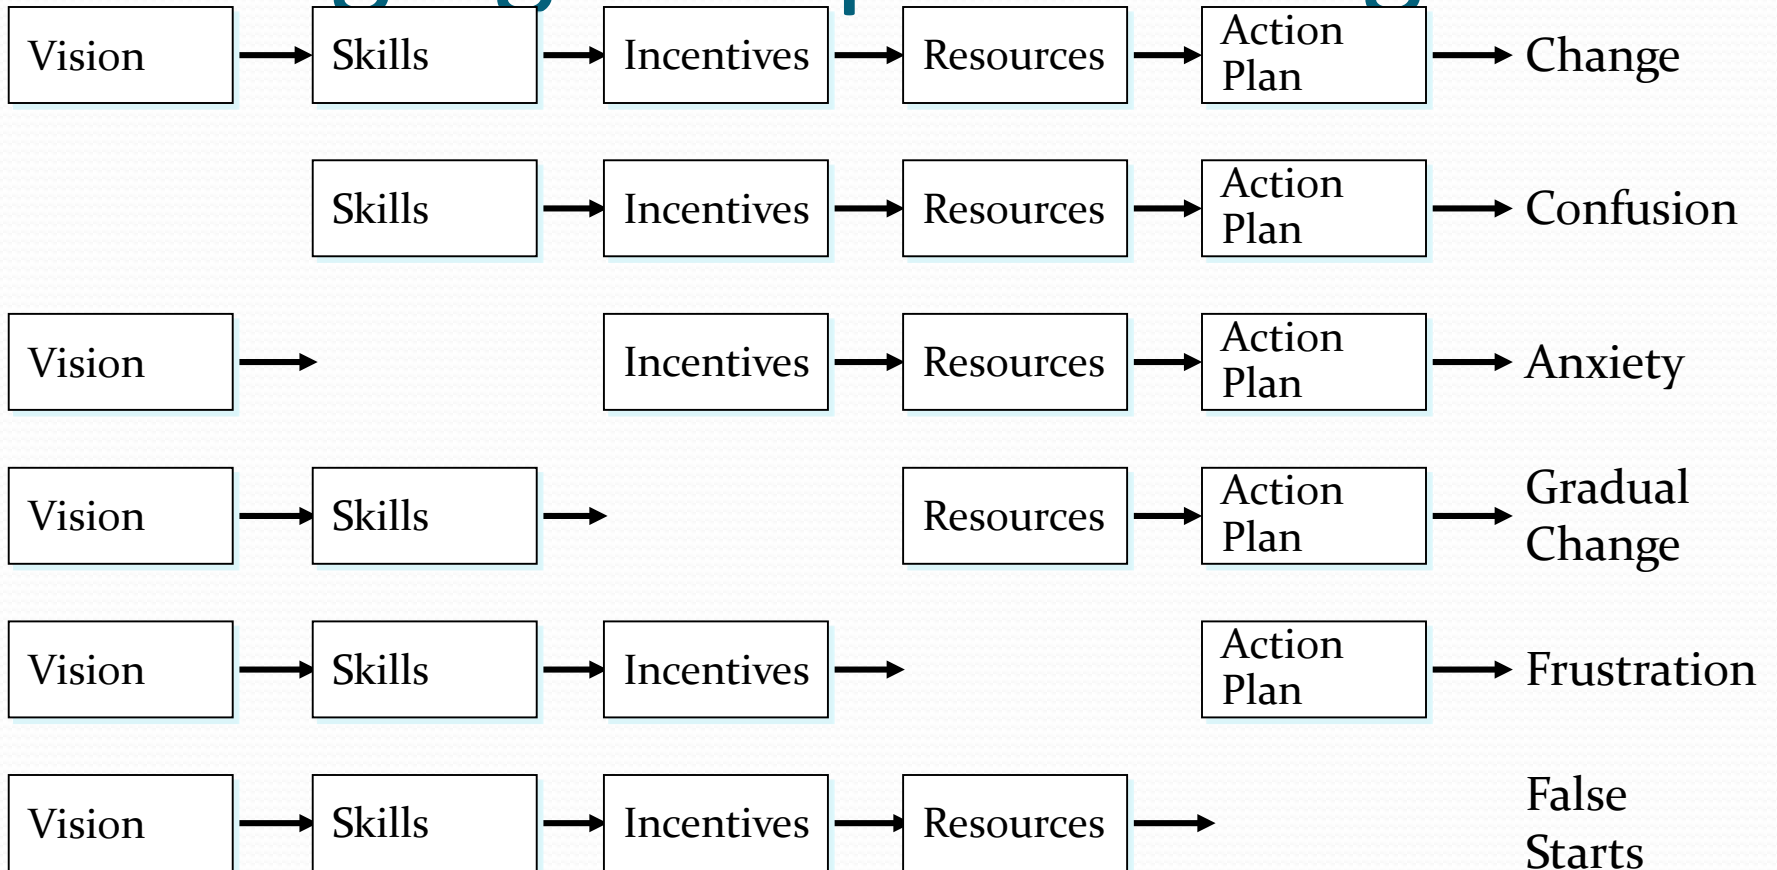 Vision Skills Incentives Resources Action
Plan Change
Skills Incentives Resources Action
Plan Confusion
Vision Incentives Resources Action
Plan Anxiety
Vision Skills Resources Action
Plan Gradual
Change
Vision Skills Incentives Action
Plan Frustration
Vision Skills Incentives Resources False
Starts